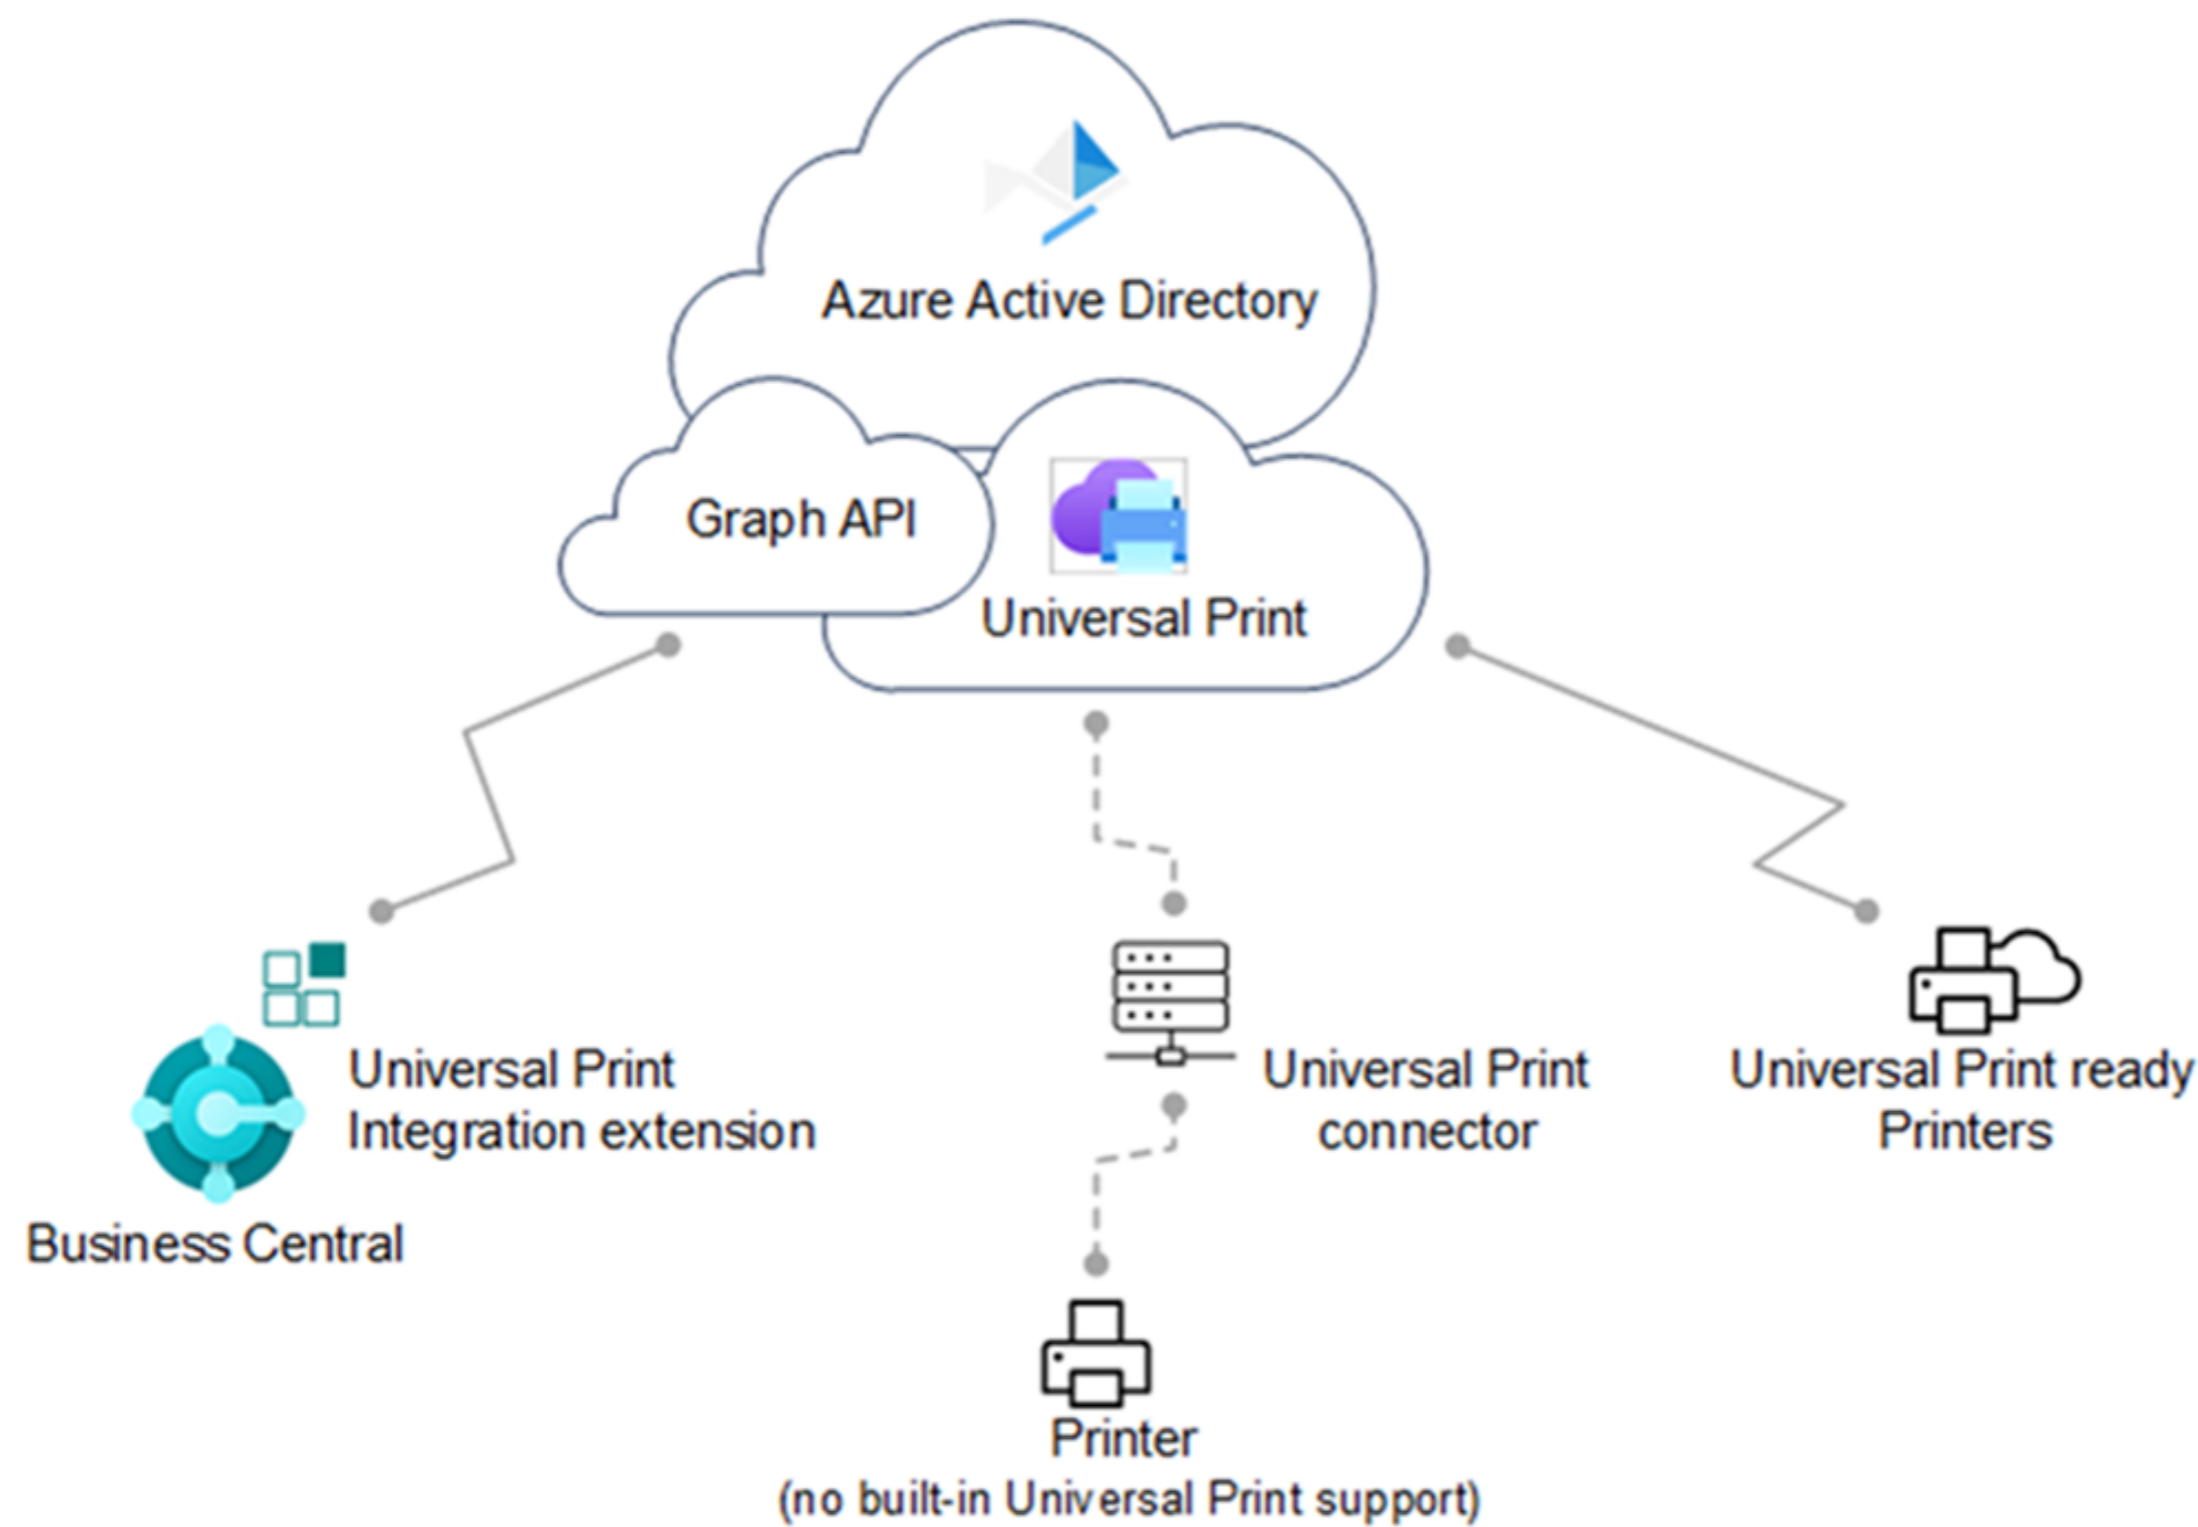 Azure Active Directory
Graph API
Universal Print
Universal Print
Integration extension
Business Central
Universal Print
connector
Universal Print ready
Printers
Printer
(no built-in Universal Print support)